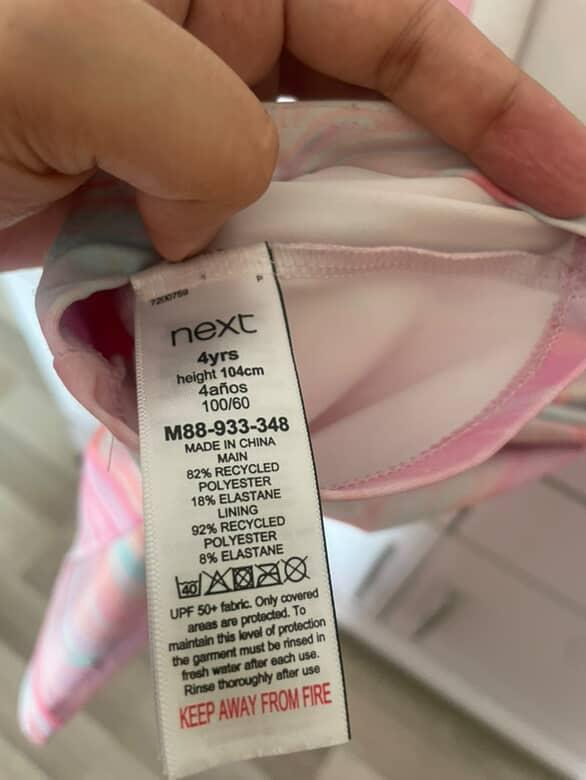 7200759 1 P
next
4yrs
height 104cm
4años
100/60
M88-933-348
MADE IN CHINA
MAIN
82% RECYCLED
POLYESTER
18% ELASTANE
LINING
92% RECYCLED
POLYESTER
8% ELASTANE
40
UPF 50+ fabric. Only covered
areas are protected. To
maintain this level of protection
the garment must be rinsed in
fresh water after each use.
Rinse thoroughly after use
KEEP AWAY FROM FIRE